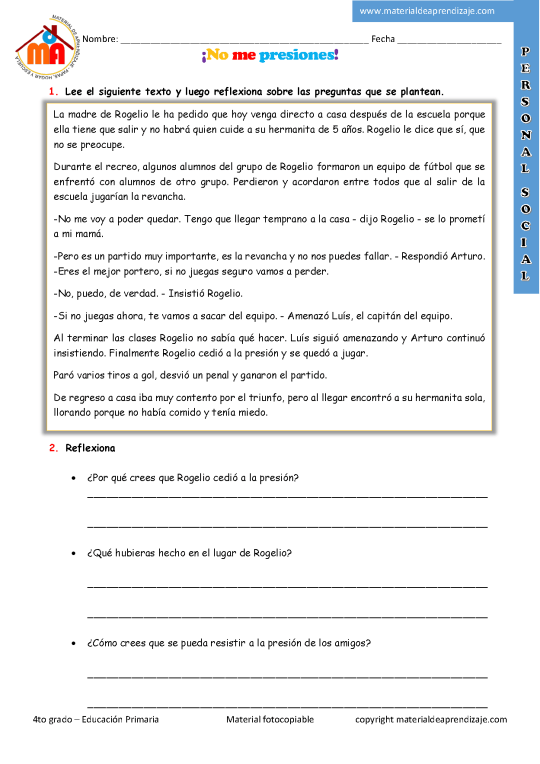 www.materialdeaprendizaje.com
Nombre: ______________________________________________________ Fecha ______________________
¡No me presiones!
PERSONAL SOCIAL
1. Lee el siguiente texto y luego reflexiona sobre las preguntas que se plantean.
La madre de Rogelio le ha pedido que hoy venga directo a casa después de la escuela porque
ella tiene que salir y no habrá quien cuide a su hermanita de 5 años. Rogelio le dice que sí, que
no se preocupe.
Durante el recreo, algunos alumnos del grupo de Rogelio formaron un equipo de fútbol que se
enfrentó con alumnos de otro grupo. Perdieron y acordaron entre todos que al salir de la
escuela jugarían la revancha.
-No me voy a poder quedar. Tengo que llegar temprano a la casa - dijo Rogelio - se lo prometí
a mi mamá.
-Pero es un partido muy importante, es la revancha y no nos puedes fallar. - Respondió Arturo.
-Eres el mejor portero, si no juegas seguro vamos a perder.
-No, puedo, de verdad. - Insistió Rogelio.
-Si no juegas ahora, te vamos a sacar del equipo. - Amenazó Luís, el capitán del equipo.
Al terminar las clases Rogelio no sabía qué hacer. Luís siguió amenazando y Arturo continuó
insistiendo. Finalmente Rogelio cedió a la presión y se quedó a jugar.
Paró varios tiros a gol, desvió un penal y ganaron el partido.
De regreso a casa iba muy contento por el triunfo, pero al llegar encontró a su hermanita sola,
llorando porque no había comido y tenía miedo.
2. Reflexiona
• ¿Por qué crees que Rogelio cedió a la presión?
• ¿Qué hubieras hecho en el lugar de Rogelio?
• ¿Cómo crees que se pueda resistir a la presión de los amigos?
4to grado – Educación Primaria Material fotocopiable copyright materialdeaprendizaje.com